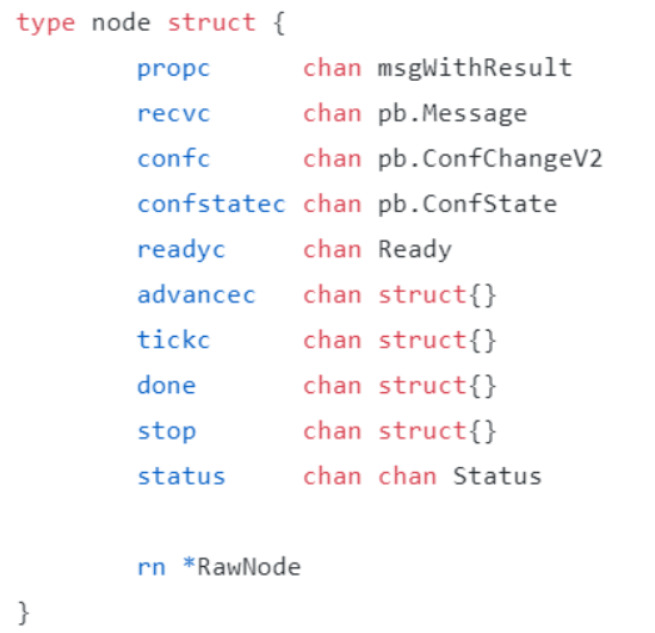 type node struct {
        propc      chan msgWithResult
        recvc      chan pb.Message
        confc      chan pb.ConfChangeV2
        confstatec chan pb.ConfState
        readyc     chan Ready
        advancec   chan struct{}
        tickc      chan struct{}
        done       chan struct{}
        stop       chan struct{}
        status     chan chan Status

        rn *RawNode
}